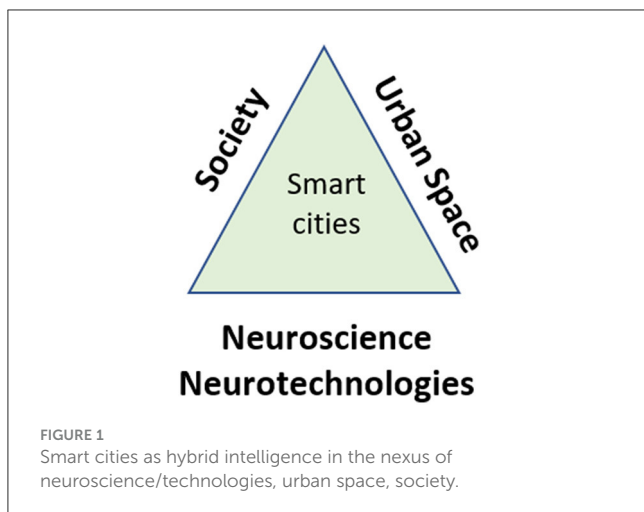 Society
Urban Space
Smart
cities
Neuroscience
Neurotechnologies
FIGURE 1
Smart cities as hybrid intelligence in the nexus of
neuroscience/technologies, urban space, society.